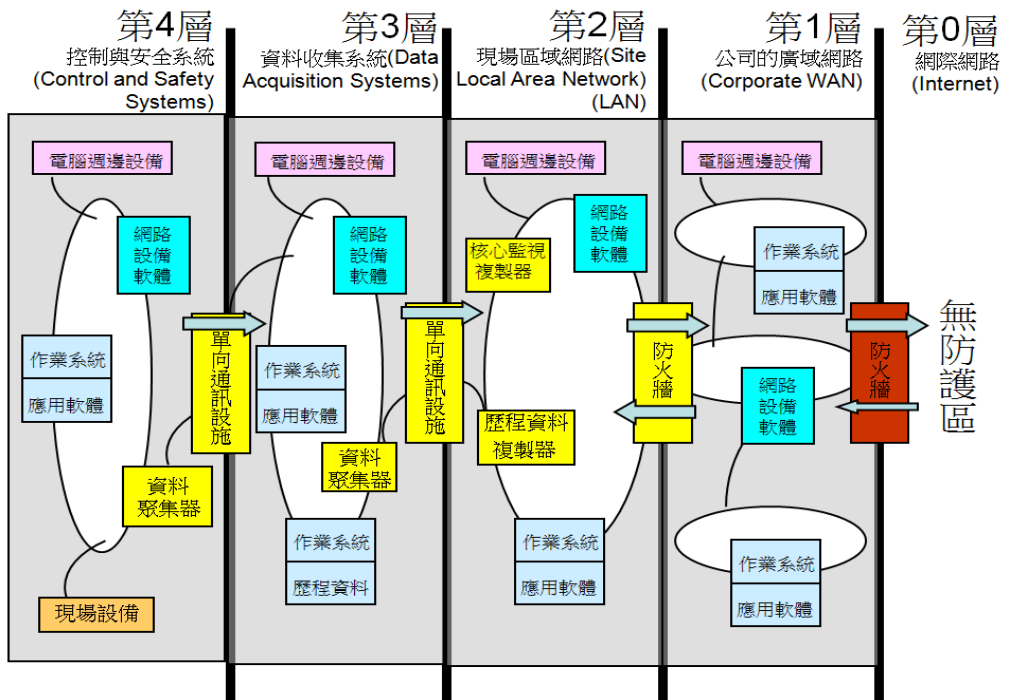 第4層
控制與安全系統
(Control and Safety
Systems)
第3層
資料收集系統(Data
Acquisition Systems)
第2層
現場區域網路(Site
Local Area Network)
(LAN)
第1層
公司的廣域網路
(Corporate WAN)
第0層
網際網路
(Internet)
電腦週邊設備
網路
設備
軟體
作業系統
應用軟體
資料
聚集器
現場設備
單向通訊設施
電腦週邊設備
網路
設備
軟體
作業系統
應用軟體
資料
聚集器
作業系統
歷程資料
單向通訊設施
電腦週邊設備
網路
設備
軟體
核心監視
複製器
歷程資料
複製器
作業系統
應用軟體
防火牆
電腦週邊設備
作業系統
應用軟體
網路
設備
軟體
作業系統
應用軟體
防火牆
無防護區